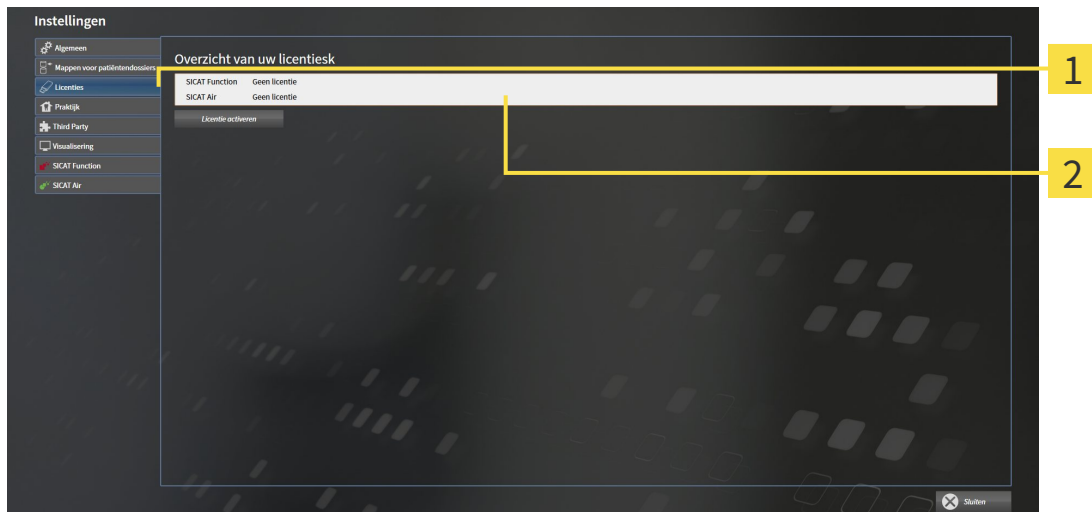 Instellingen
Algemeen
Mappen voor patiëntendossiers
Licenties
Praktijk
Third Party
Visualisering
SICAT Function
SICAT Air
Overzicht van uw licentiesk
SICAT Function Geen licentie
SICAT Air Geen licentie
Licentie activeren
Sluiten
1
2